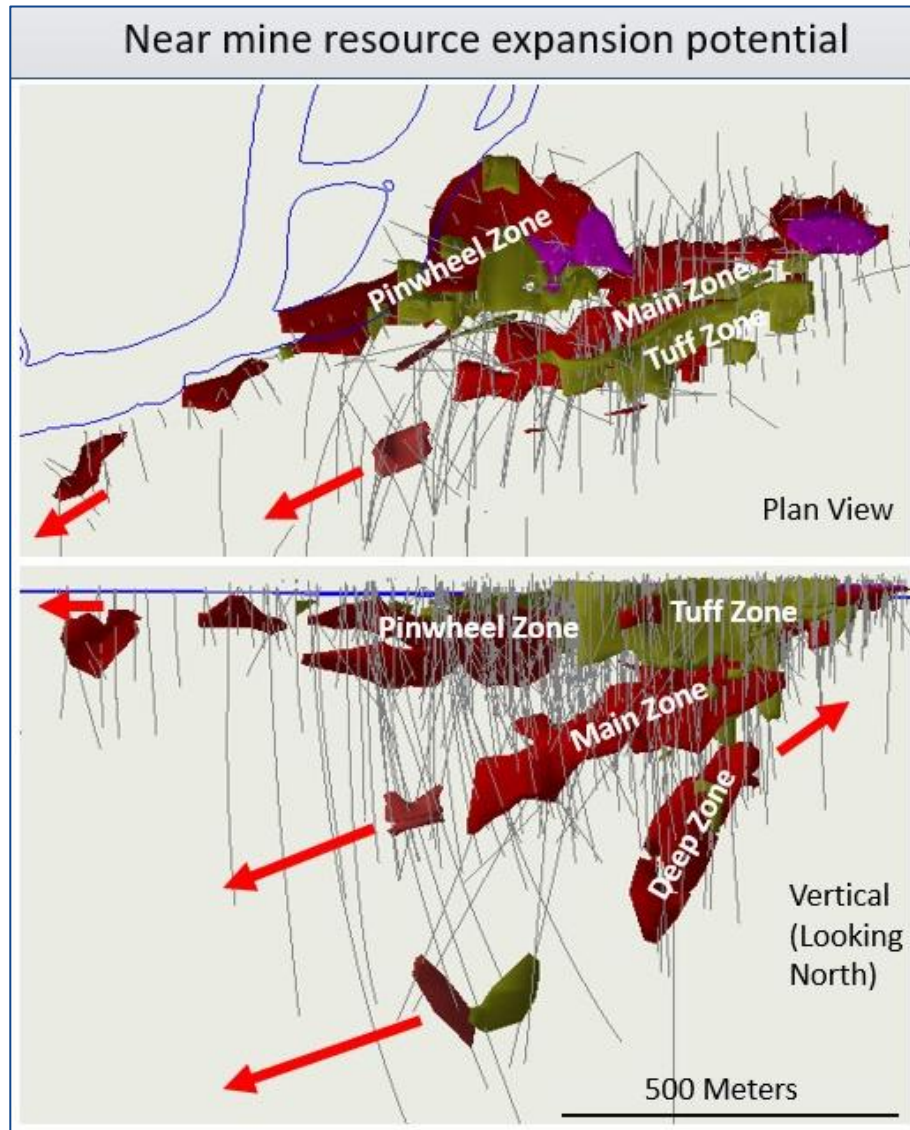 Near mine resource expansion potential
Pinwheel Zone
Main Zone
Tuff Zone
Plan View
Tuff Zone
Pinwheel Zone
Main Zone
Deep Zone
Vertical
(Looking
North)
500 Meters